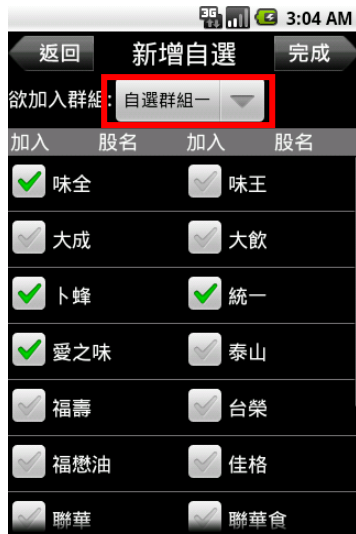 3G 3:04 AM
返回 新增自選 完成
欲加入群組: 自選群組一
加入 股名 加入 股名
味全 味王
大成 大飲
卜蜂 統一
愛之味 泰山
福壽 台榮
福懋油 佳格
聯華 聯華食